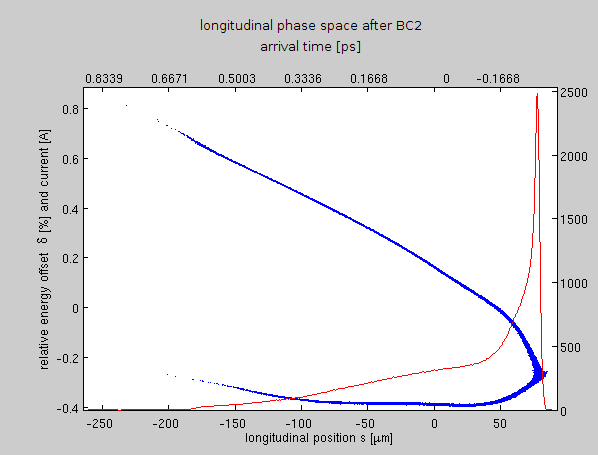 longitudinal phase space after BC2
arrival time [ps]
0.8339 0.6671 0.5003 0.3336 0.1668 0 -0.1668
relative energy offset δ [%] and current [A]
0.8
0.6
0.4
0.2
0
-0.2
-0.4
2500
2000
1500
1000
500
0
-250 -200 -150 -100 -50 0 50
longitudinal position s [µm]